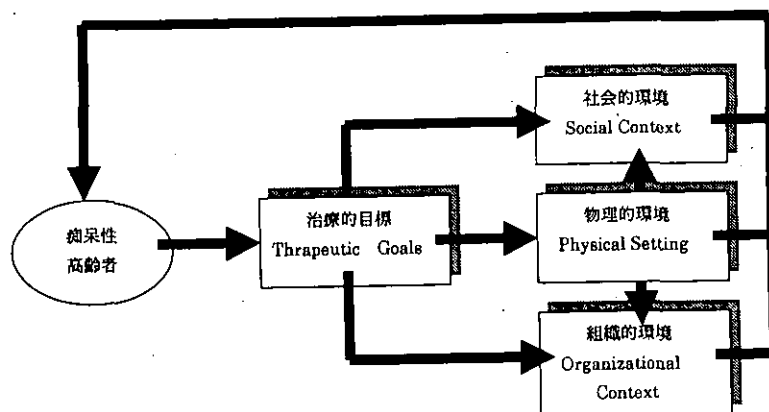 社会的環境
Social Context
痴呆性
高齢者
治療的目標
Thrapeutic Goals
物理的環境
Physical Setting
組織的環境
Organizational
Context